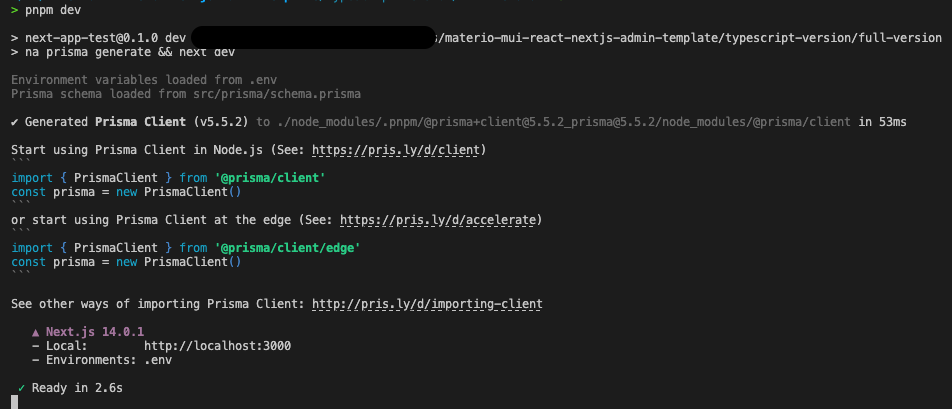 > pnpm dev
> next-app-test@0.1.0 dev /materio-mui-react-nextjs-admin-template/typescript-version/full-version
> na prisma generate && next dev
Environment variables loaded from .env
Prisma schema loaded from src/prisma/schema.prisma
✔ Generated Prisma Client (v5.5.2) to ./node_modules/.pnpm/@prisma+client@5.5.2_prisma@5.5.2/node_modules/@prisma/client in 53ms
Start using Prisma Client in Node.js (See: https://pris.ly/d/client)
```
import { PrismaClient } from '@prisma/client'
const prisma = new PrismaClient()
```
or start using Prisma Client at the edge (See: https://pris.ly/d/accelerate)
```
import { PrismaClient } from '@prisma/client/edge'
const prisma = new PrismaClient()
```
See other ways of importing Prisma Client: http://pris.ly/d/importing-client
▲ Next.js 14.0.1
- Local: http://localhost:3000
- Environments: .env
✓ Ready in 2.6s